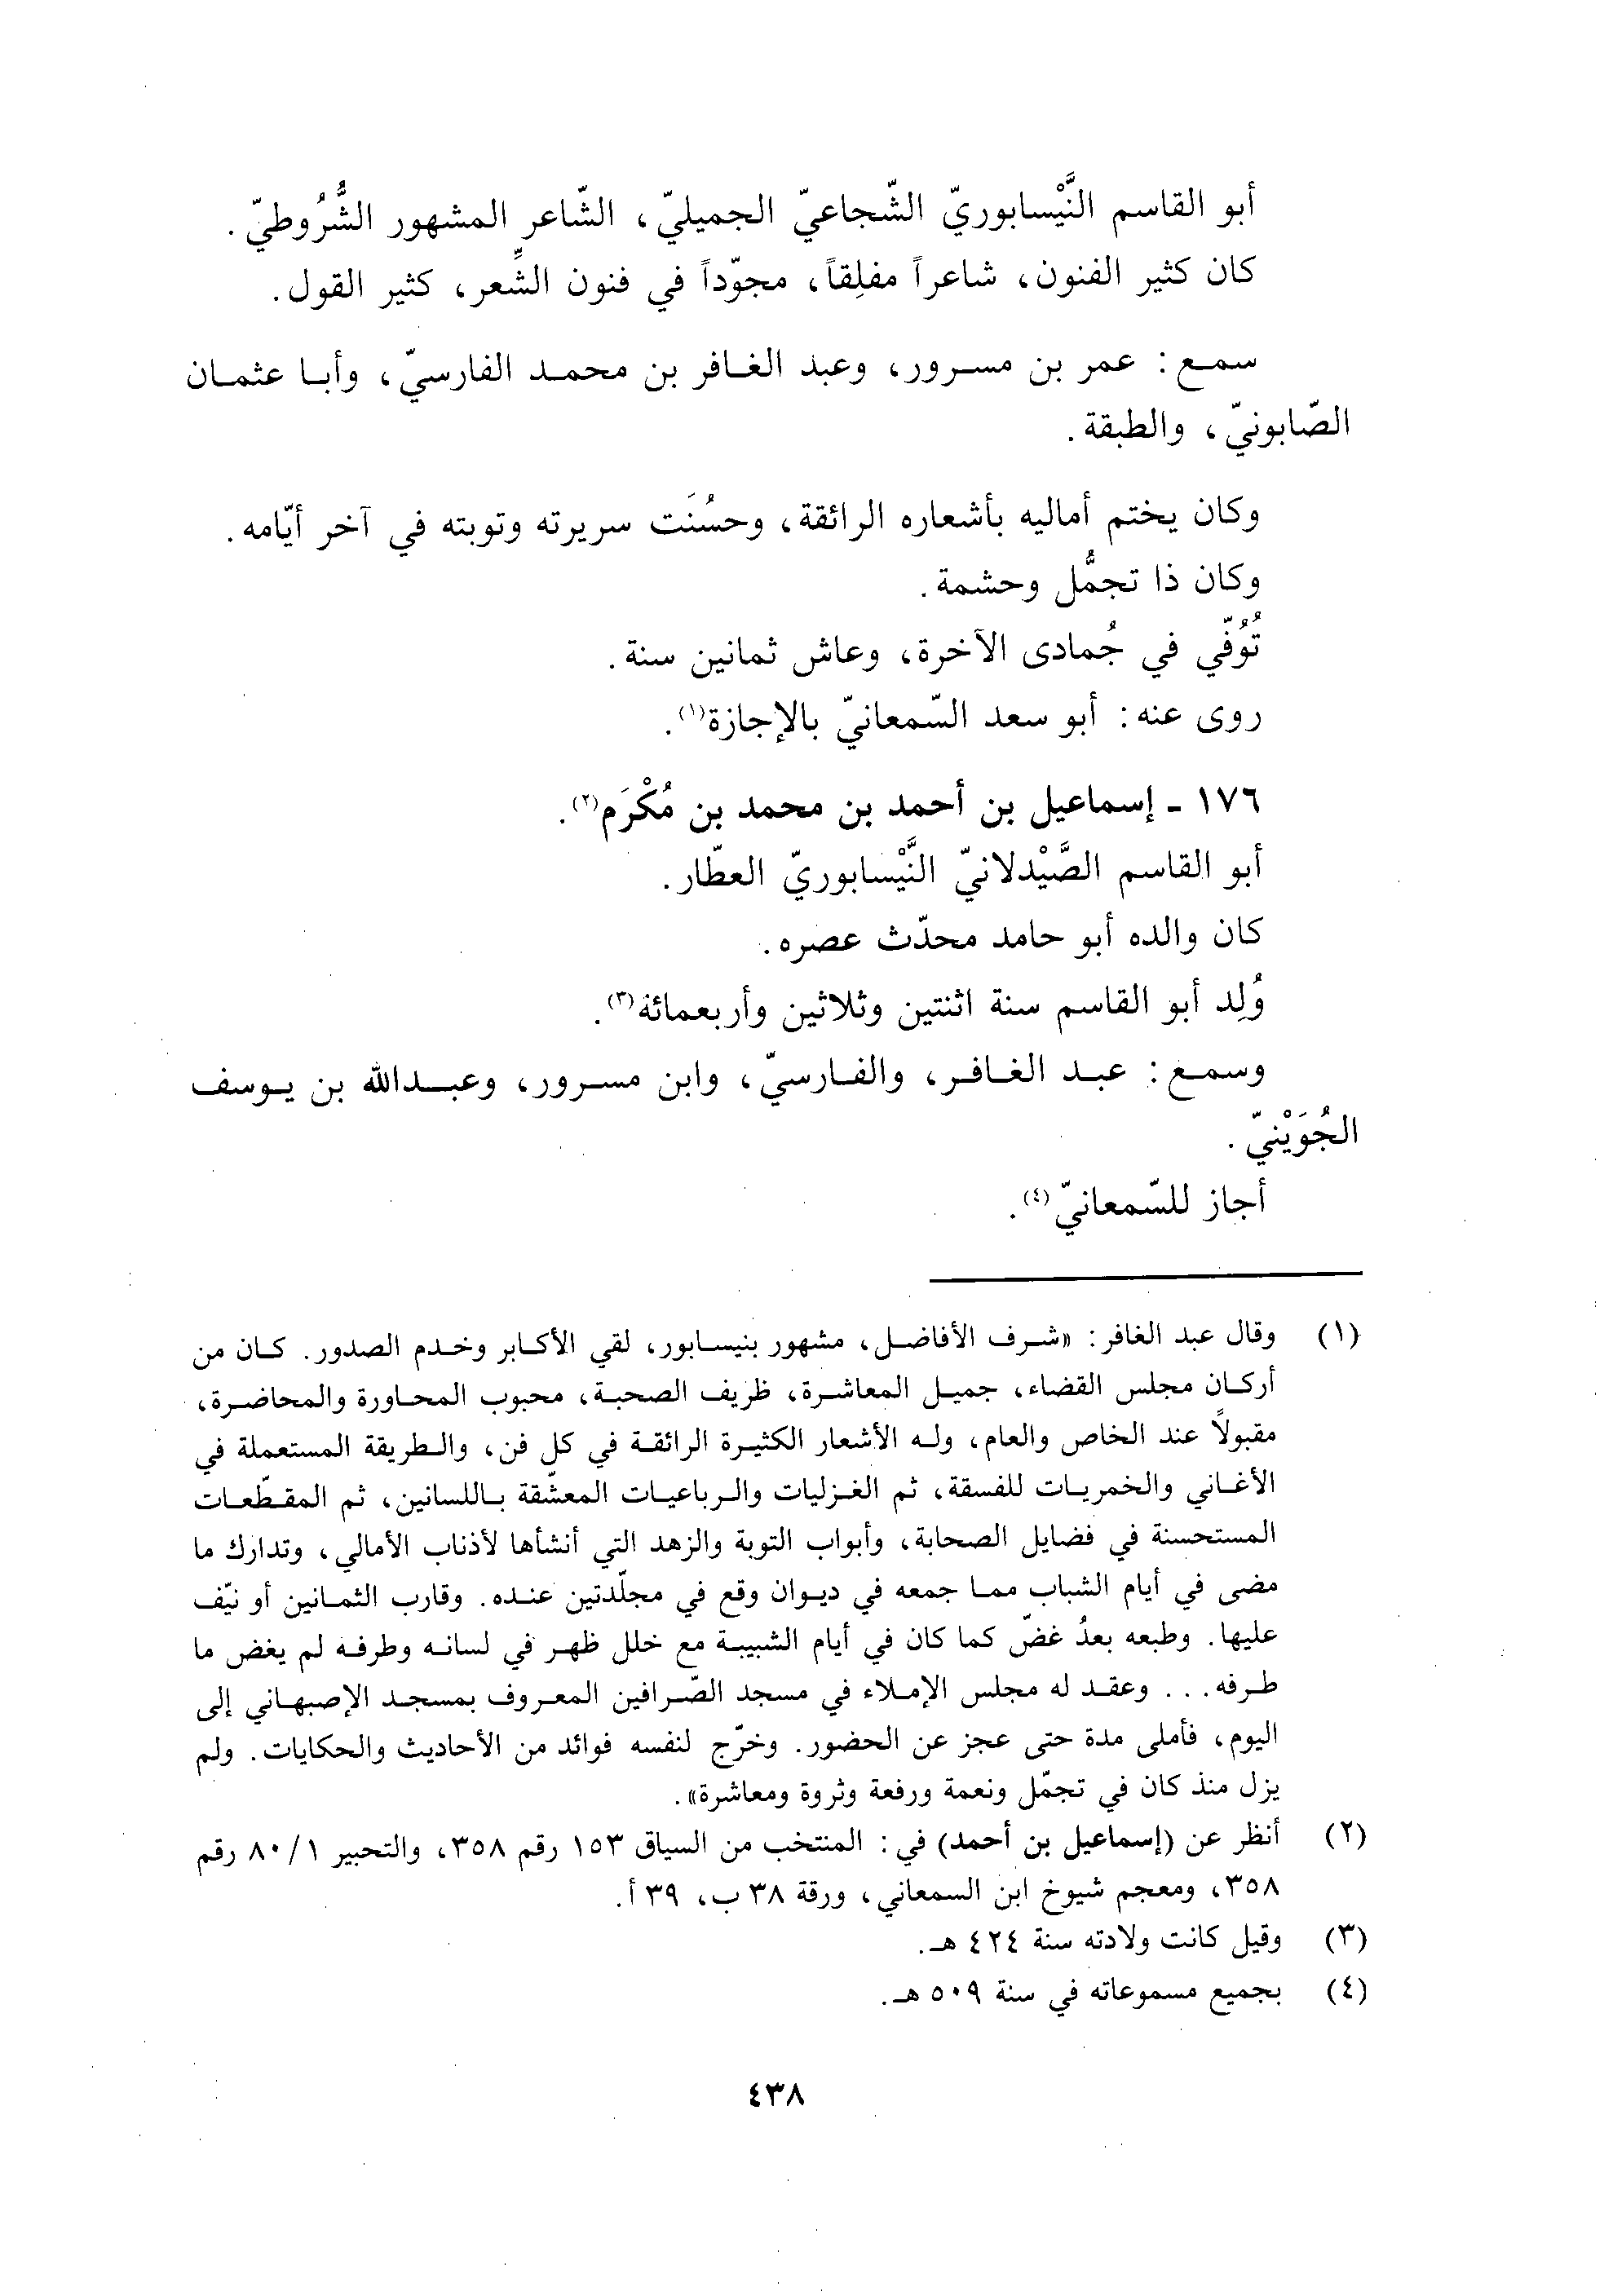 أبو القاسم النَّيْسابوريّ الشّجاعيّ الجميليّ، الشّاعر المشهور الشُّرُوطيّ.
كان كثير الفنون، شاعراً مفلِقاً، مجوّداً في فنون الشِّعر، كثير القول.
سمع: عمر بن مسرور، وعبد الغافر بن محمد الفارسيّ، وأبا عثمان
الصّابونيّ، والطبقة.
وكان يختم أماليه بأشعاره الرائقة، وحسُنَت سريرته وتوبته في آخر أيّامه.
وكان ذا تجمُّل وحشمة.
تُوُفّي في جُمادى الآخرة، وعاش ثمانين سنة.
روى عنه: أبو سعد السّمعانيّ بالإجازة(١).
١٧٦ - إسماعيل بن أحمد بن محمد بن مُكْرَم(٢).
أبو القاسم الصَّيْدلانيّ النَّيْسابوريّ العطّار.
كان والده أبو حامد محدّث عصره.
وُلِد أبو القاسم سنة اثنتين وثلاثين وأربعمائة(٣).
وسمع: عبد الغافر، والفارسيّ، وابن مسرور، وعبدالله بن يوسف
الجُوَيْنيّ.
أجاز للسّمعانيّ(٤).
(١) وقال عبد الغافر: «شرف الأفاضل، مشهور بنيسابور، لقي الأكابر وخدم الصدور. كان من
أركان مجلس القضاء، جميل المعاشرة، ظريف الصحبة، محبوب المحاورة والمحاضرة،
مقبولاً عند الخاص والعام، وله الأشعار الكثيرة الرائقة في كل فن، والطريقة المستعملة في
الأغاني والخمريات للفسقة، ثم الغزليات والرباعيات المعشّقة باللسانين، ثم المقطّعات
المستحسنة في فضايل الصحابة، وأبواب التوبة والزهد التي أنشأها لأذناب الأمالي، وتدارك ما
مضى في أيام الشباب مما جمعه في ديوان وقع في مجلّدتين عنده. وقارب الثمانين أو نيّف
عليها. وطبعه بعدُ غضّ كما كان في أيام الشبيبة مع خلل ظهر في لسانه وطرفه لم يغض ما
طرفه... وعقد له مجلس الإملاء في مسجد الصّرافين المعروف بمسجد الإصبهاني إلى
اليوم، فأملى مدة حتى عجز عن الحضور. وخرّج لنفسه فوائد من الأحاديث والحكايات. ولم
يزل منذ كان في تجمّل ونعمة ورفعة وثروة ومعاشرة».
(٢) أنظر عن (إسماعيل بن أحمد) في: المنتخب من السياق ١٥٣ رقم ٣٥٨، والتحبير ٨٠/١ رقم
٣٥٨، ومعجم شيوخ ابن السمعاني، ورقة ٣٨ ب، ٣٩ أ.
(٣) وقيل كانت ولادته سنة ٤٢٤ هـ.
(٤) بجميع مسموعاته في سنة ٥٠٩ هـ.
٤٣٨